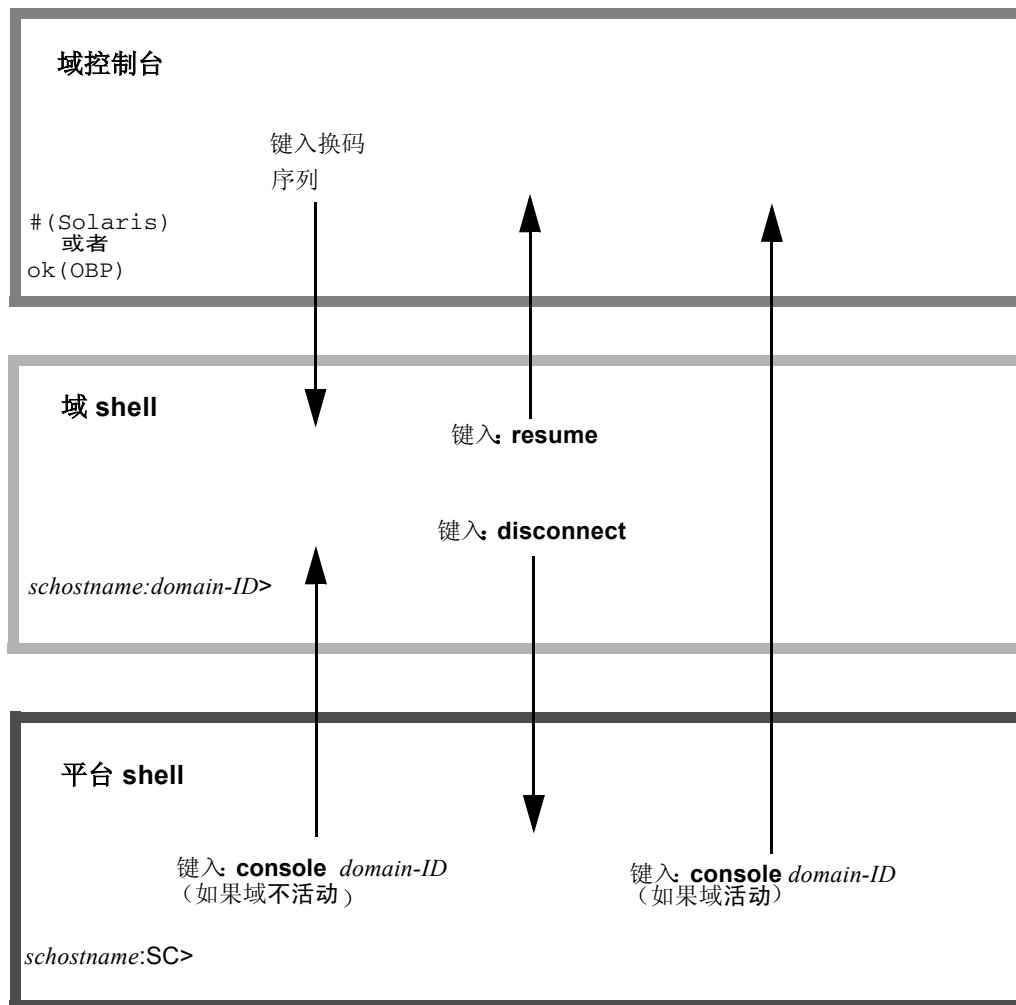 域控制台
键入换码
序列
#(Solaris)
或者
ok(OBP)
域 shell
键入: resume
键入: disconnect
schostname:domain-ID>
平台 shell
键入: console domain-ID
（如果域不活动）
键入: console domain-ID
（如果域活动）
schostname:SC>